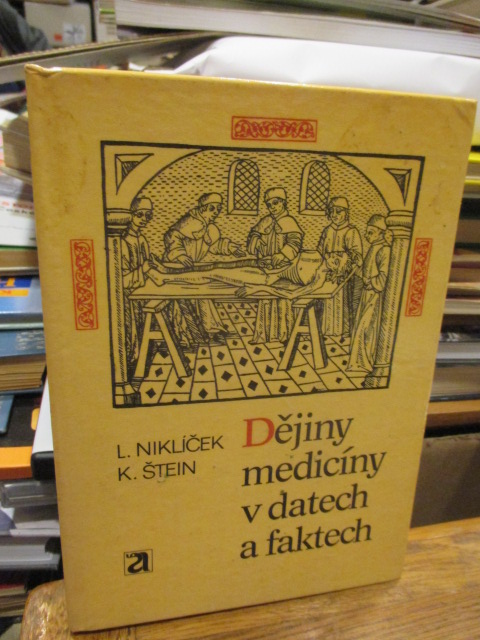 L. NIKLÍČEK
K. ŠTEIN
Dějiny
medicíny
v datech
a faktech